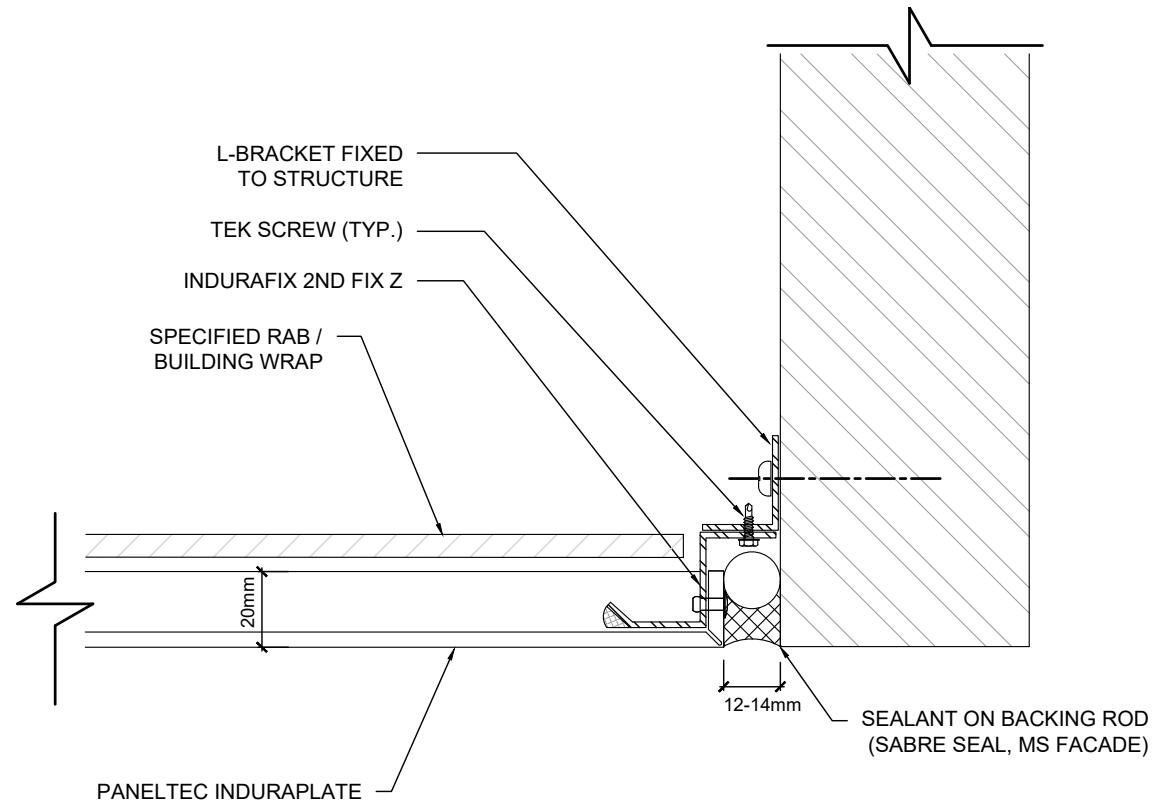 L-BRACKET FIXED
TO STRUCTURE
TEK SCREW (TYP.)
INDURAFIX 2ND FIX Z
SPECIFIED RAB /
BUILDING WRAP
20mm
12-14mm
SEALANT ON BACKING ROD
(SABRE SEAL, MS FACADE)
PANELTEC INDURAPLATE